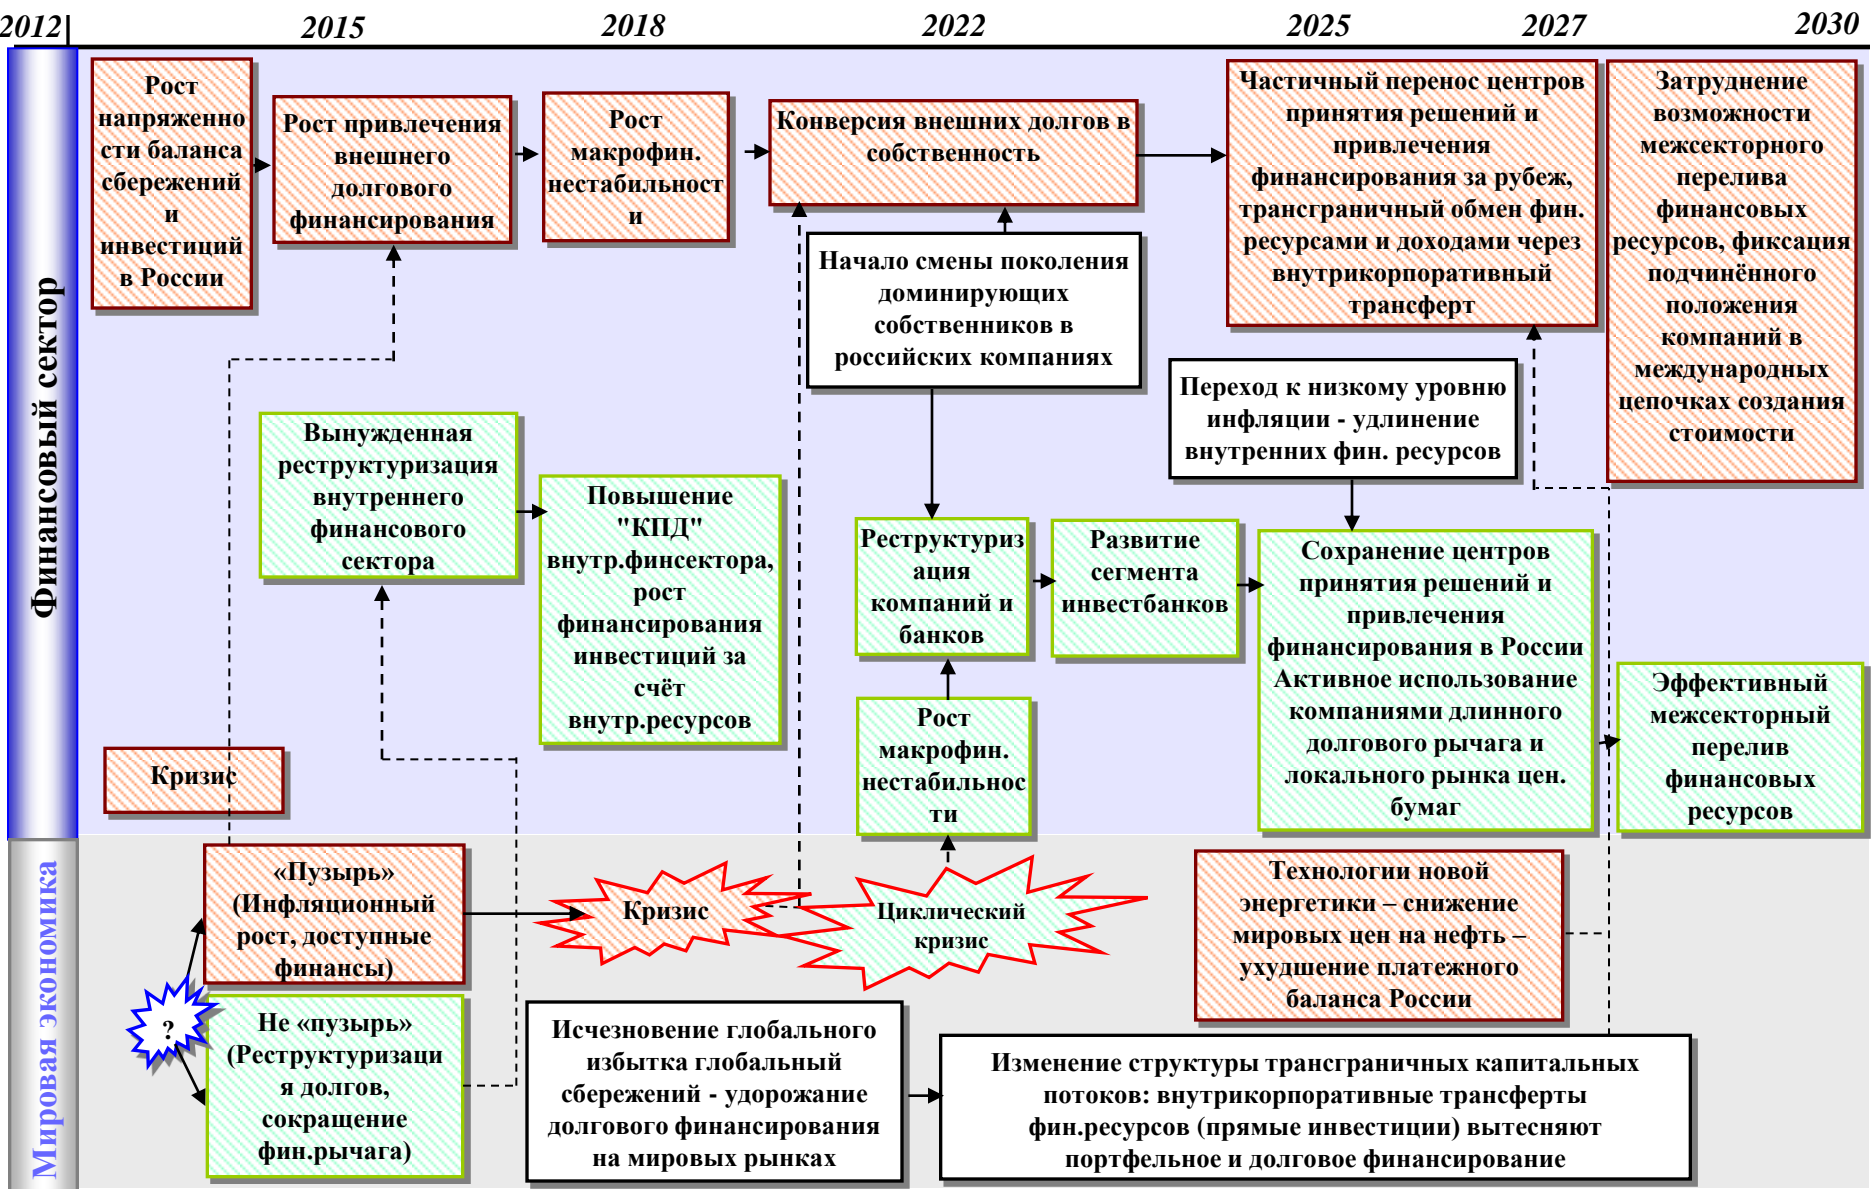 2012
2015
2018
2022
2025
2027
2030
Финансовый сектор
Рост
напряженно
сти баланса
сбережений
и
инвестиций
в России
Рост привлечения
внешнего
долгового
финансирования
Рост
макрофин.
нестабильност
и
Конверсия внешних долгов в
собственность
Частичный перенос центров
принятия решений и
привлечения
финансирования за рубеж,
трансграничный обмен фин.
ресурсами и доходами через
внутрикорпоративный
трансферт
Затруднение
возможности
межсекторного
перелива
финансовых
ресурсов, фиксация
подчинённого
положения
компаний в
международных
цепочках создания
стоимости
Начало смены поколения
доминирующих
собственников в
российских компаниях
Переход к низкому уровню
инфляции - удлинение
внутренних фин. ресурсов
Вынужденная
реструктуризация
внутреннего
финансового
сектора
Повышение
"КПД"
внутр.финсектора,
рост
финансирования
инвестиций за
счёт
внутр.ресурсов
Реструктуриз
ация
компаний и
банков
Развитие
сегмента
инвестбанков
Сохранение центров
принятия решений и
привлечения
финансирования в России
Активное использование
компаниями длинного
долгового рычага и
локального рынка цен.
бумаг
Эффективный
межсекторный
перелив
финансовых
ресурсов
Рост
макрофин.
нестабильнос
ти
Кризис
Мировая экономика
«Пузырь»
(Инфляционный
рост, доступные
финансы)
Кризис
Циклический
кризис
Технологии новой
энергетики – снижение
мировых цен на нефть –
ухудшение платежного
баланса России
?
Не «пузырь»
(Реструктуризаци
я долгов,
сокращение
фин.рычага)
Исчезновение глобального
избытка глобальный
сбережений - удорожание
долгового финансирования
на мировых рынках
Изменение структуры трансграничных капитальных
потоков: внутрикорпоративные трансферты
фин.ресурсов (прямые инвестиции) вытесняют
портфельное и долговое финансирование